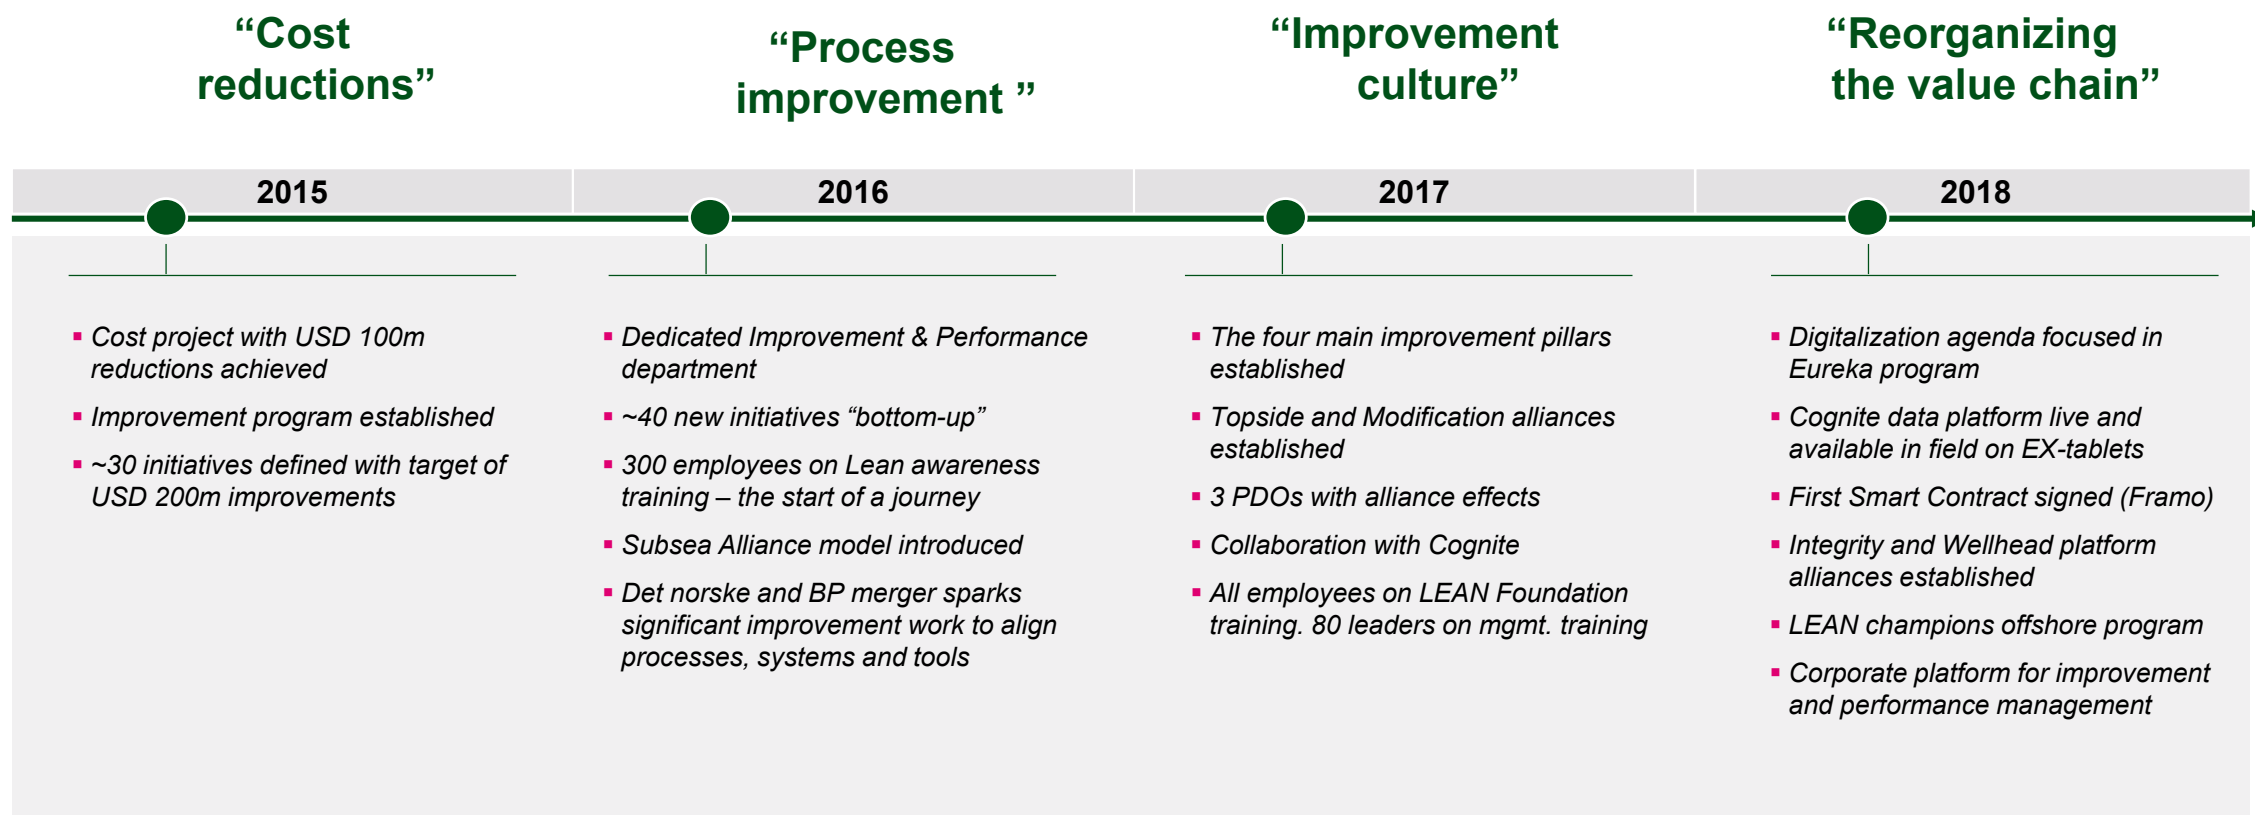 “Cost
reductions”
“Process
improvement ”
“Improvement
culture”
“Reorganizing
the value chain”
2015
2016
2017
2018
▪ Cost project with USD 100m
reductions achieved
▪ Improvement program established
▪ ~30 initiatives defined with target of
USD 200m improvements
▪ Dedicated Improvement & Performance
department
▪ ~40 new initiatives “bottom-up”
▪ 300 employees on Lean awareness
training – the start of a journey
▪ Subsea Alliance model introduced
▪ Det norske and BP merger sparks
significant improvement work to align
processes, systems and tools
▪ The four main improvement pillars
established
▪ Topside and Modification alliances
established
▪ 3 PDOs with alliance effects
▪ Collaboration with Cognite
▪ All employees on LEAN Foundation
training. 80 leaders on mgmt. training
▪ Digitalization agenda focused in
Eureka program
▪ Cognite data platform live and
available in field on EX-tablets
▪ First Smart Contract signed (Framo)
▪ Integrity and Wellhead platform
alliances established
▪ LEAN champions offshore program
▪ Corporate platform for improvement
and performance management